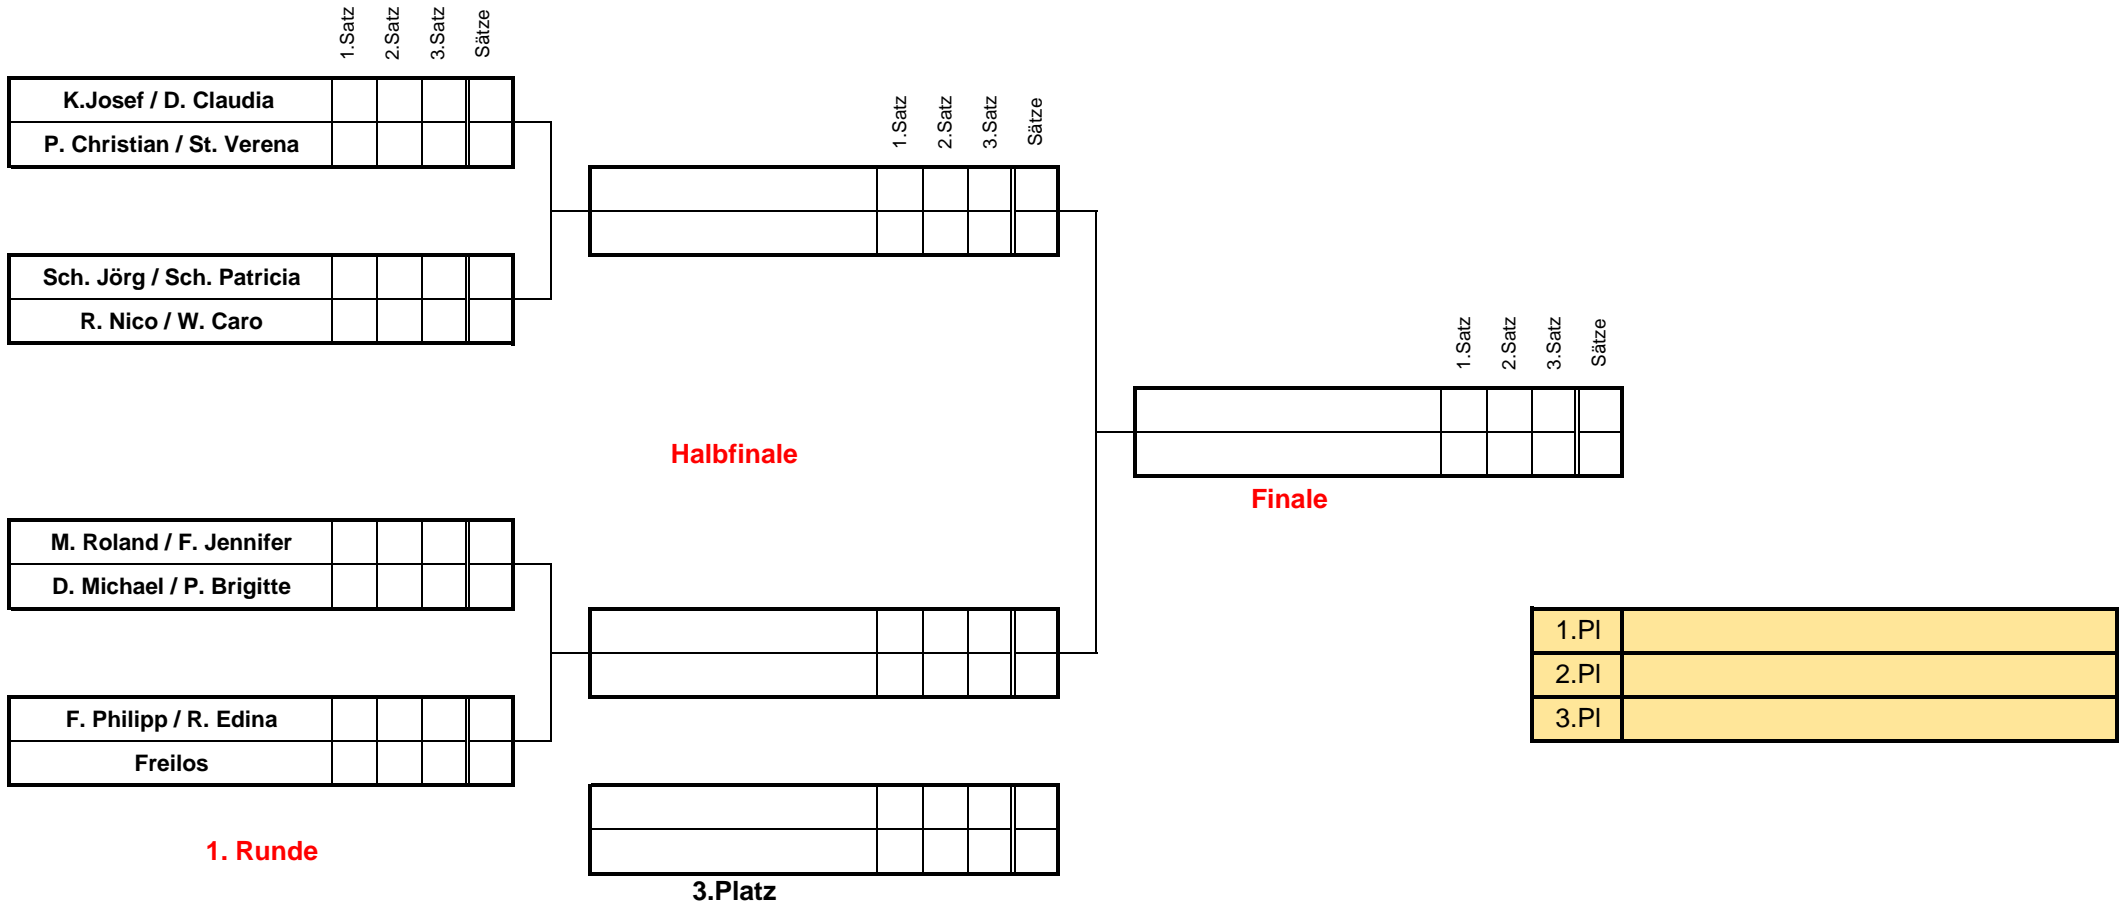 1.Satz 2.Satz 3.Satz Sätze
K.Josef / D. Claudia
P. Christian / St. Verena
1.Satz 2.Satz 3.Satz Sätze
Sch. Jörg / Sch. Patricia
R. Nico / W. Caro
1.Satz 2.Satz 3.Satz Sätze
Halbfinale
Finale
M. Roland / F. Jennifer
D. Michael / P. Brigitte
1.Pl
2.Pl
3.Pl
F. Philipp / R. Edina
Freilos
1. Runde
3.Platz